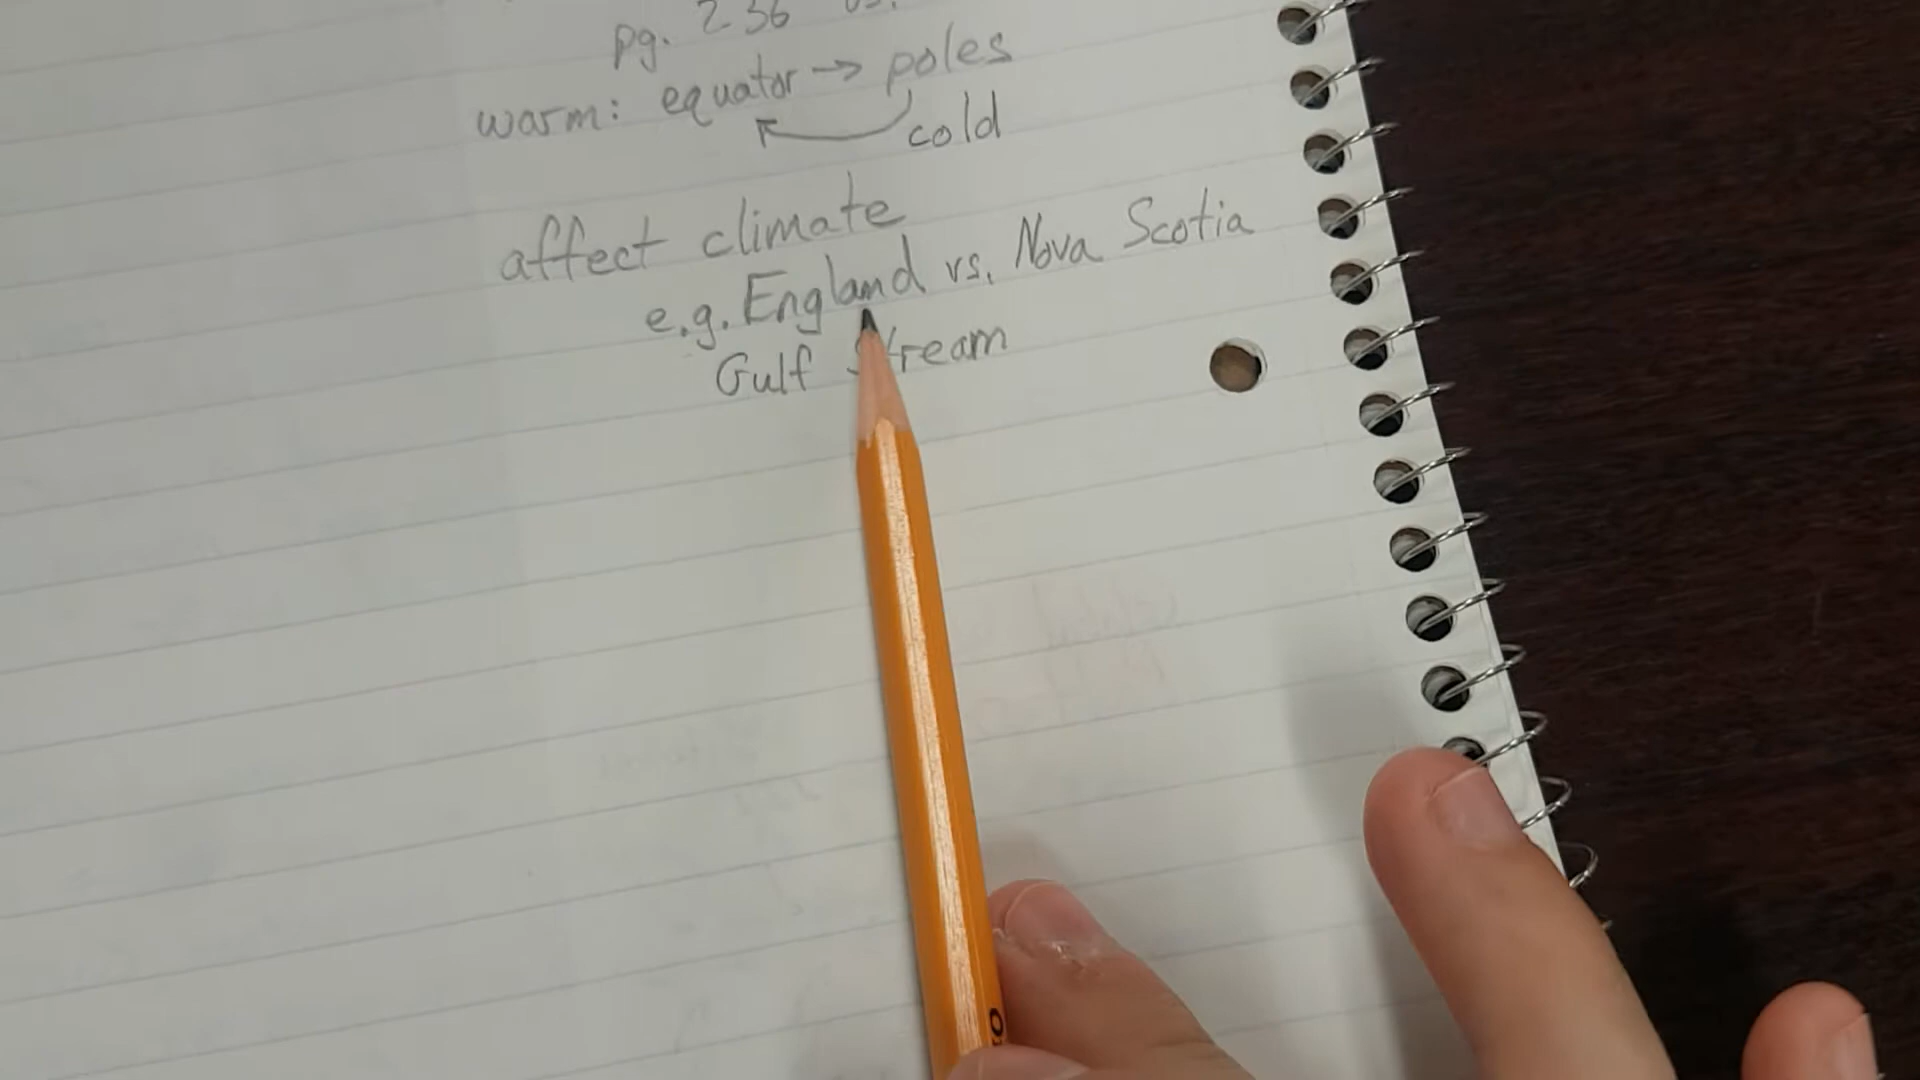 pg. 236
warm: equator → poles
cold
affect climate
e.g. England vs. Nova Scotia
Gulf Stream